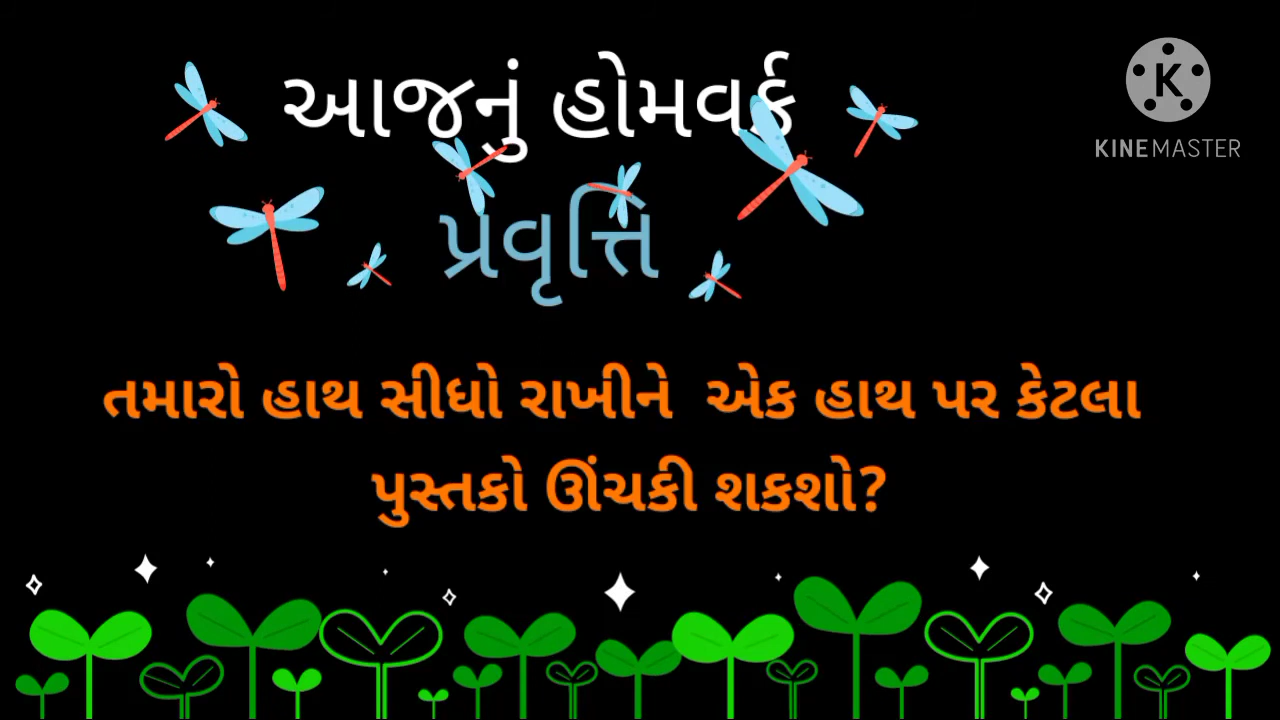 આજનું હોમવર્ક
પ્રવૃત્તિ
તમારો હાથ સીધો રાખીને એક હાથ પર કેટલા
પુસ્તકો ઊંચકી શકશો?
K
KINEMASTER